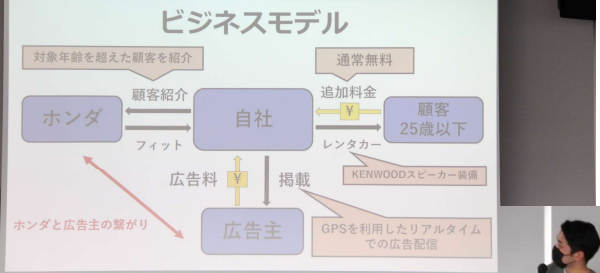 ビジネスモデル
対象年齢を超えた顧客を紹介
通常無料
顧客紹介
追加料金
ホンダ
自社
¥
顧客
25歳以下
フィット
レンタカー
広告料
¥
掲載
KENWOODスピーカー装備
ホンダと広告主の繋がり
広告主
GPSを利用したリアルタイム
での広告配信